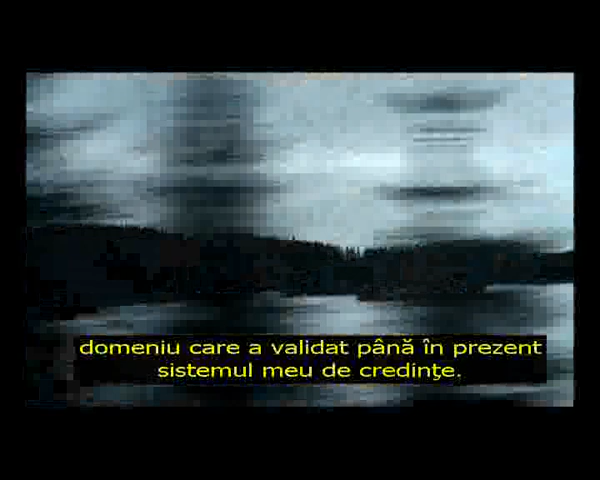 domeniu care a validat până în prezent
sistemul meu de credinţe.